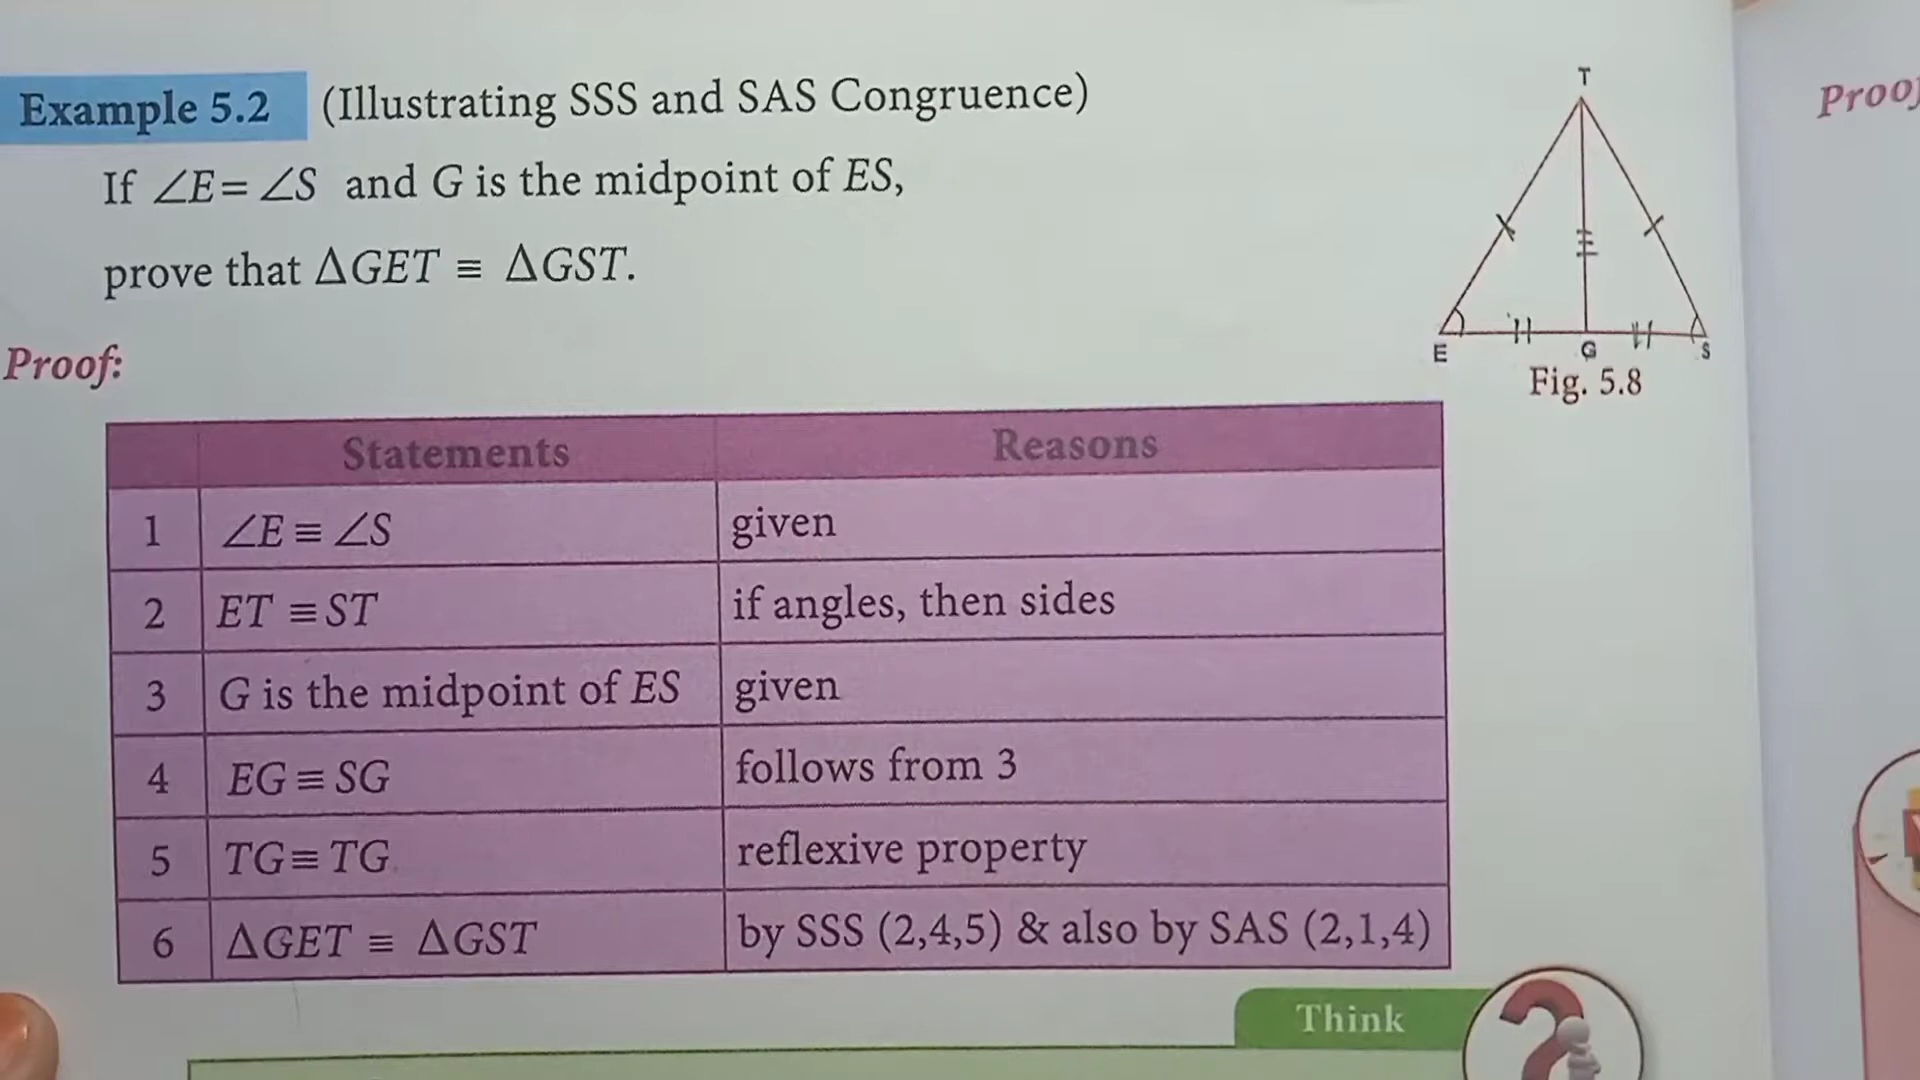 Example 5.2 (Illustrating SSS and SAS Congruence)
If ∠E= ∠S and G is the midpoint of ES,
prove that ΔGET ≡ ΔGST.
T
E
G
S
Fig. 5.8
Proof:
Statements Reasons
1 ∠E ≡ ∠S given
2 ET ≡ ST if angles, then sides
3 G is the midpoint of ES given
4 EG ≡ SG follows from 3
5 TG ≡ TG reflexive property
6 ΔGET ≡ ΔGST by SSS (2,4,5) & also by SAS (2,1,4)
Think